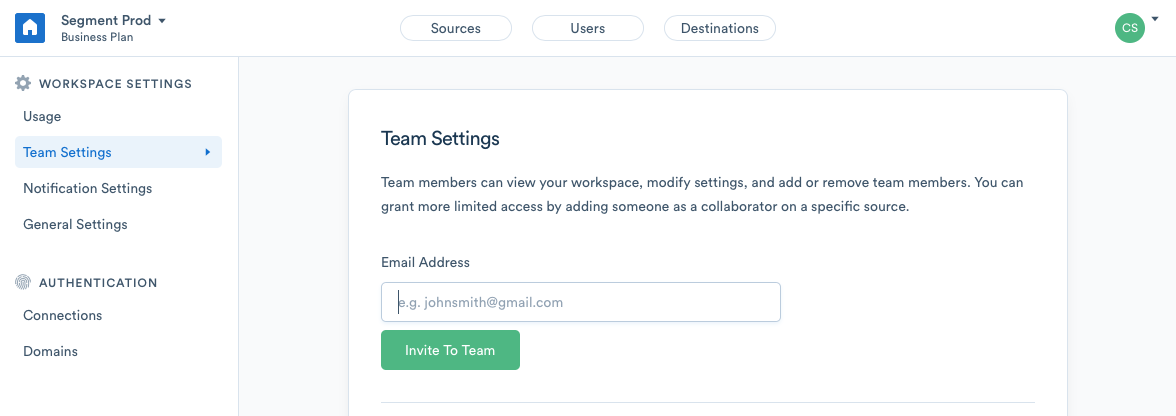 Segment Prod
Business Plan
Sources
Users
Destinations
CS
WORKSPACE SETTINGS
Usage
Team Settings
Notification Settings
General Settings
AUTHENTICATION
Connections
Domains
Team Settings
Team members can view your workspace, modify settings, and add or remove team members. You can
grant more limited access by adding someone as a collaborator on a specific source.
Email Address
e.g. johnsmith@gmail.com
Invite To Team